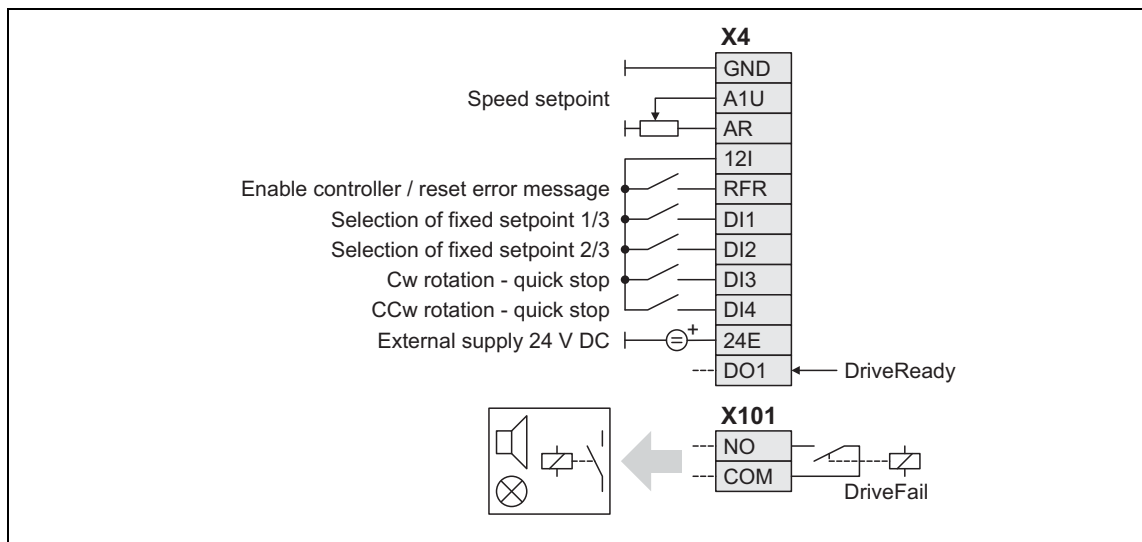 X4
GND
Speed setpoint A1U
AR
12I
Enable controller / reset error message RFR
Selection of fixed setpoint 1/3 DI1
Selection of fixed setpoint 2/3 DI2
Cw rotation - quick stop DI3
CCw rotation - quick stop DI4
External supply 24 V DC + 24E
DO1 DriveReady
X101
NO
COM
DriveFail